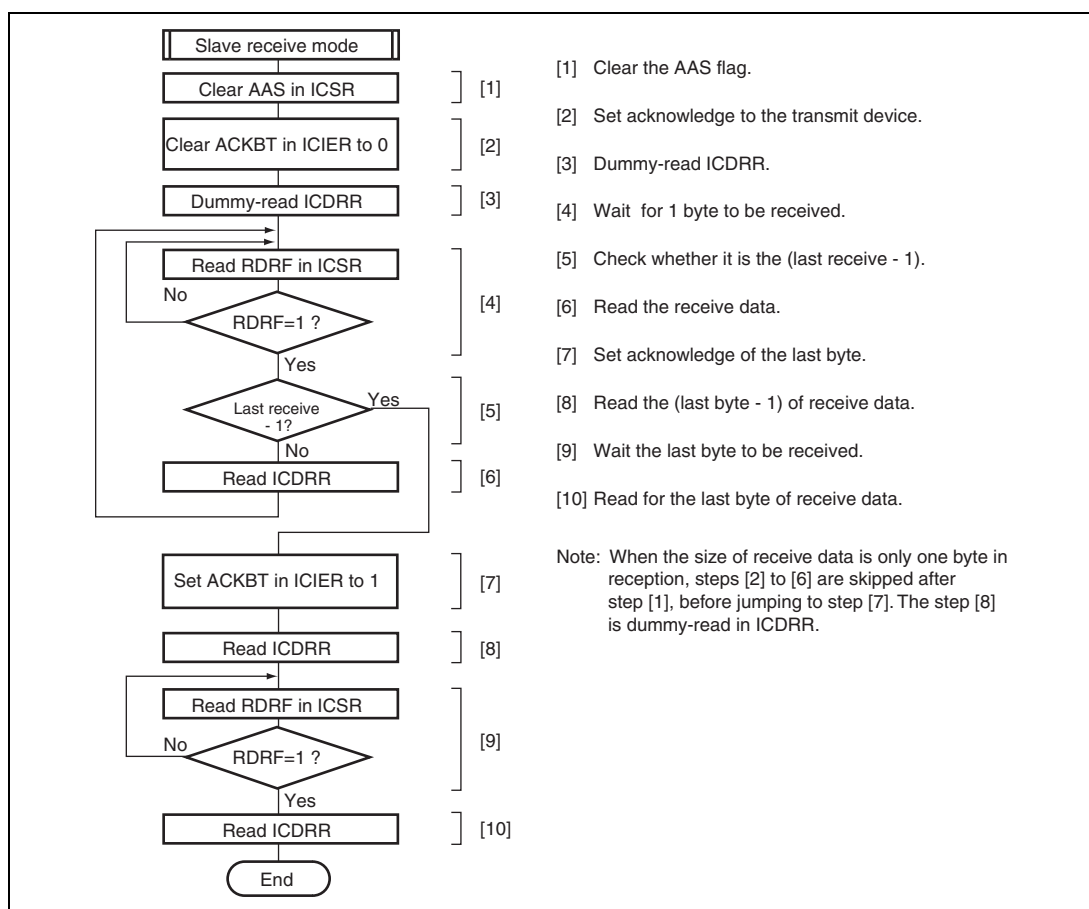 Slave receive mode
Clear AAS in ICSR
[1]
Clear ACKBT in ICIER to 0
[2]
Dummy-read ICDRR
[3]
Read RDRF in ICSR
No
RDRF=1 ?
[4]
Yes
Last receive
- 1?
Yes
[5]
No
Read ICDRR
[6]
Set ACKBT in ICIER to 1
[7]
Read ICDRR
[8]
Read RDRF in ICSR
No
RDRF=1 ?
[9]
Yes
Read ICDRR
[10]
End
[1] Clear the AAS flag.
[2] Set acknowledge to the transmit device.
[3] Dummy-read ICDRR.
[4] Wait for 1 byte to be received.
[5] Check whether it is the (last receive - 1).
[6] Read the receive data.
[7] Set acknowledge of the last byte.
[8] Read the (last byte - 1) of receive data.
[9] Wait the last byte to be received.
[10] Read for the last byte of receive data.
Note: When the size of receive data is only one byte in
reception, steps [2] to [6] are skipped after
step [1], before jumping to step [7]. The step [8]
is dummy-read in ICDRR.